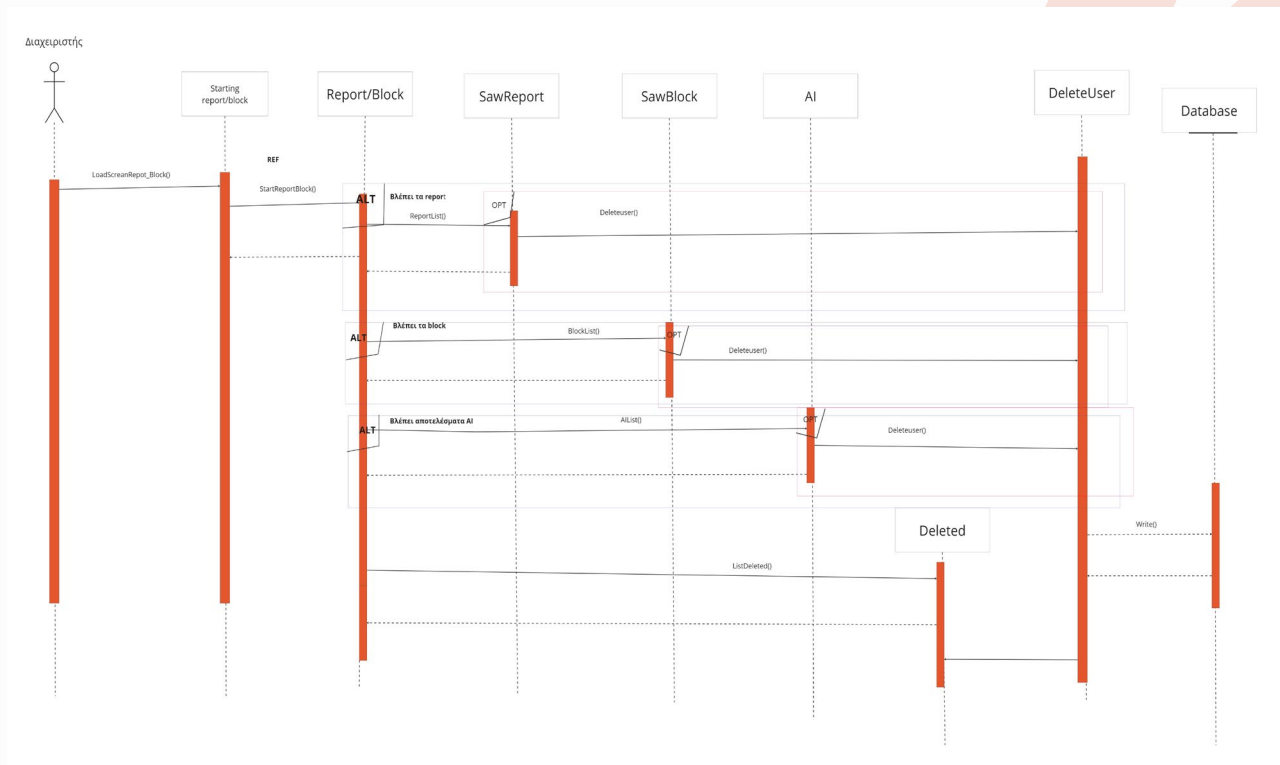 Διαχειριστής
Starting
report/block
Report/Block
SawReport
SawBlock
AI
DeleteUser
Database
REF
LoadScreanRepot_Block()
StartReportBlock()
ALT
Βλέπει τα report
OPT
ReportList()
Deleteuser()
ALT
Βλέπει τα block
BlockList()
OPT
Deleteuser()
ALT
Βλέπει αποτελέσματα AI
AIList()
OPT
Deleteuser()
Deleted
Write()
ListDeleted()